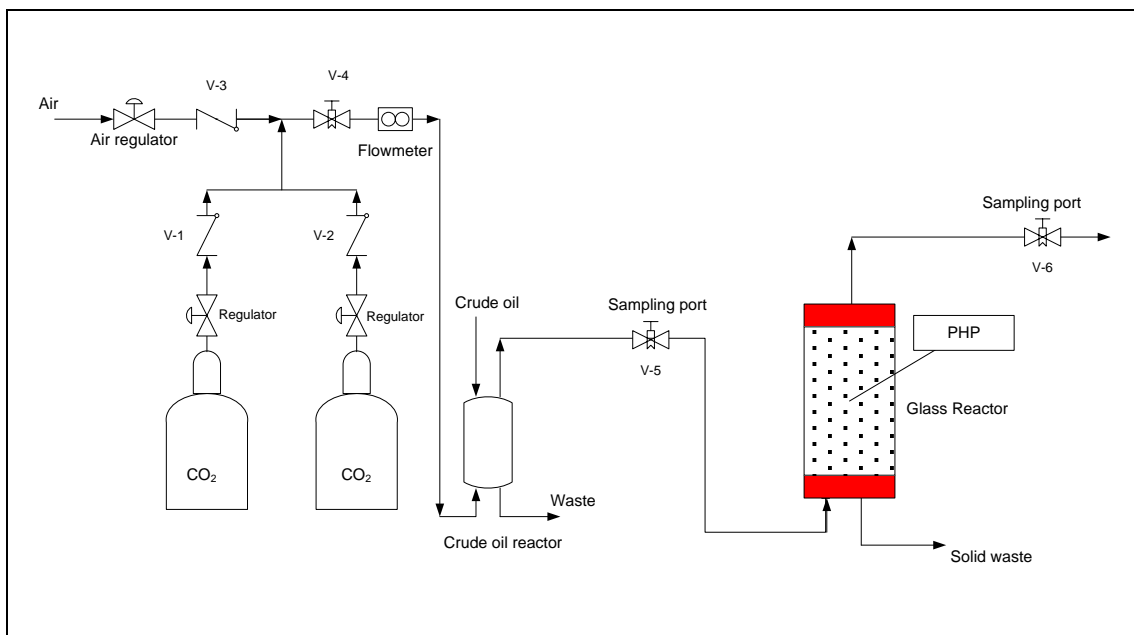 V-4
V-3
Air
Air regulator
Flowmeter
V-1
V-2
Regulator
Regulator
CO₂
CO₂
Crude oil
Crude oil reactor
Waste
Sampling port
V-5
Sampling port
V-6
PHP
Glass Reactor
Solid waste